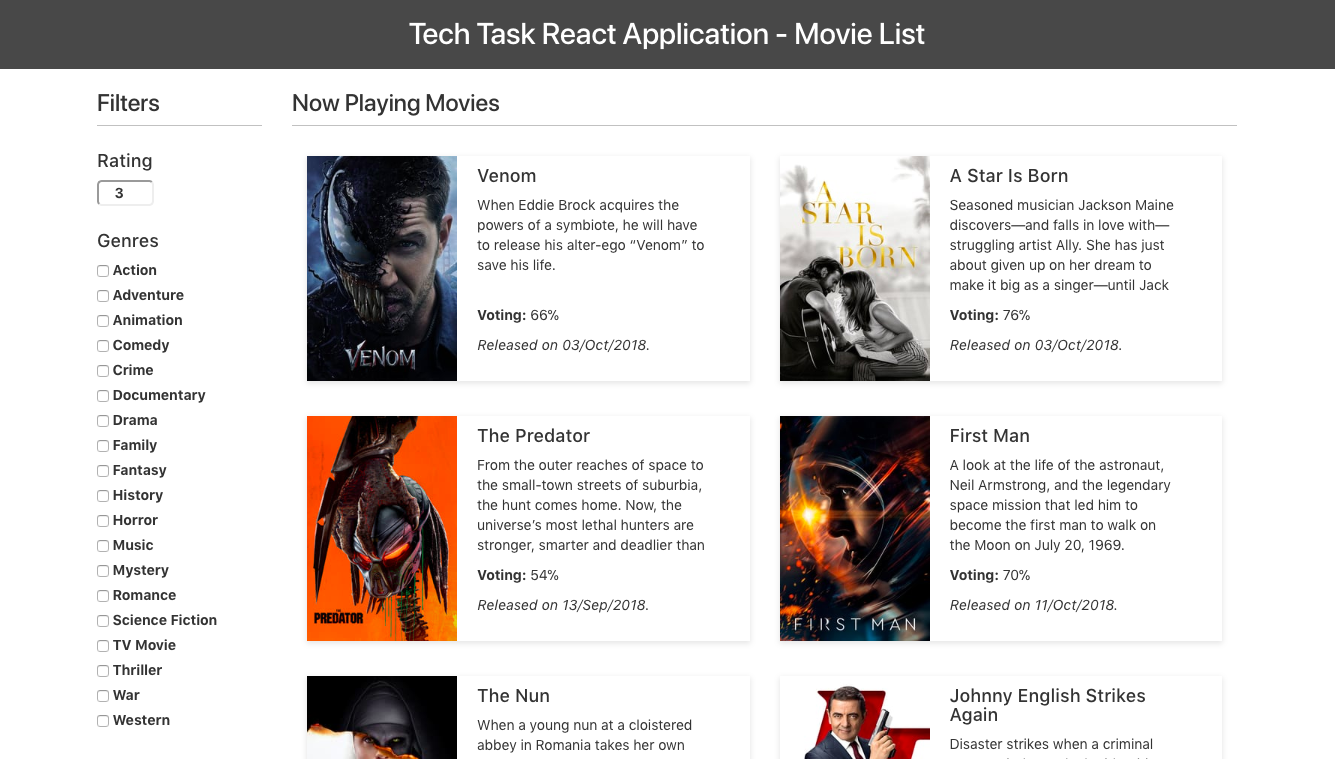 Tech Task React Application - Movie List
Filters
Rating
3
Genres
Action
Adventure
Animation
Comedy
Crime
Documentary
Drama
Family
Fantasy
History
Horror
Music
Mystery
Romance
Science Fiction
TV Movie
Thriller
War
Western
Now Playing Movies
VENOM
Venom
When Eddie Brock acquires the
powers of a symbiote, he will have
to release his alter-ego “Venom” to
save his life.
Voting: 66%
Released on 03/Oct/2018.
A
STAR
IS
BORN
A Star Is Born
Seasoned musician Jackson Maine
discovers—and falls in love with—
struggling artist Ally. She has just
about given up on her dream to
make it big as a singer—until Jack
Voting: 76%
Released on 03/Oct/2018.
THE
PREDATOR
The Predator
From the outer reaches of space to
the small-town streets of suburbia,
the hunt comes home. Now, the
universe’s most lethal hunters are
stronger, smarter and deadlier than
Voting: 54%
Released on 13/Sep/2018.
FIRST MAN
First Man
A look at the life of the astronaut,
Neil Armstrong, and the legendary
space mission that led him to
become the first man to walk on
the Moon on July 20, 1969.
Voting: 70%
Released on 11/Oct/2018.
The Nun
When a young nun at a cloistered
abbey in Romania takes her own
Johnny English Strikes
Again
Disaster strikes when a criminal